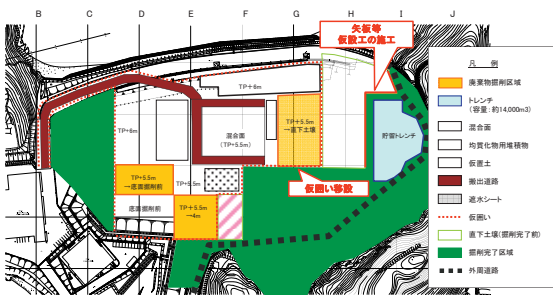 B C D E F G H I J
矢板等
仮設工の施工
TP+6m
TP+6m
混合面
(TP+5.5m)
TP+5.5m
→直下土壌
貯留トレンチ
TP+5.5m
→底面掘削前
TP+5.5m
底面掘削前
TP+5.5m
→4m
仮囲い移設
凡 例
廃棄物掘削区域
トレンチ
(容量:約14,000m3)
混合面
均質化物用堆積物
仮置土
搬出道路
遮水シート
仮囲い
直下土壌(掘削完了前)
掘削完了区域
外周道路